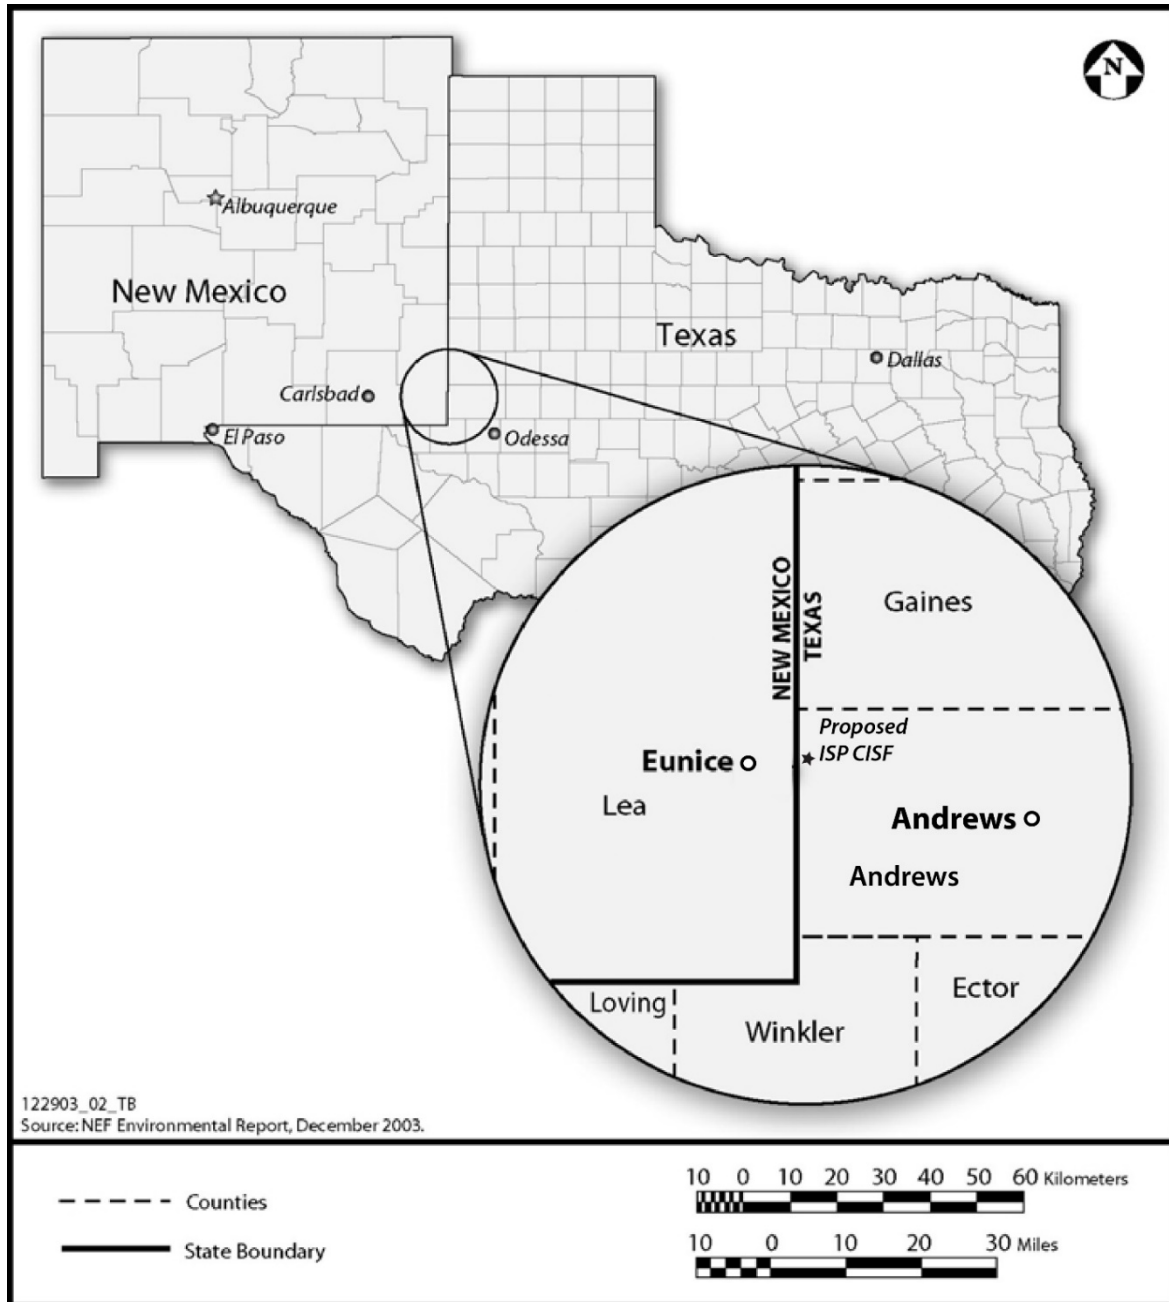 N
Albuquerque
New Mexico
Texas
Dallas
Carlsbad
El Paso
Odessa
NEW MEXICO
TEXAS
Gaines
Proposed
ISP CISF
Eunice
Lea
Andrews
Andrews
Ector
Loving
Winkler
122903_02_TB
Source: NEF Environmental Report, December 2003.
Counties
State Boundary
10 0 10 20 30 40 50 60 Kilometers
10 0 10 20 30 Miles